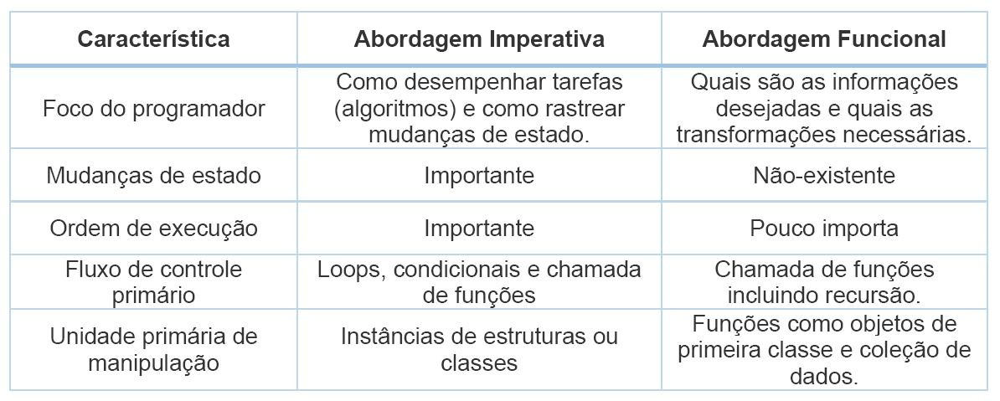 Característica
Abordagem Imperativa
Abordagem Funcional
Foco do programador
Como desempenhar tarefas
(algoritmos) e como rastrear
mudanças de estado.
Quais são as informações
desejadas e quais as
transformações necessárias.
Mudanças de estado
Importante
Não-existente
Ordem de execução
Importante
Pouco importa
Fluxo de controle
primário
Loops, condicionais e chamada
de funções
Chamada de funções
incluindo recursão.
Unidade primária de
manipulação
Instâncias de estruturas ou
classes
Funções como objetos de
primeira classe e coleção de
dados.